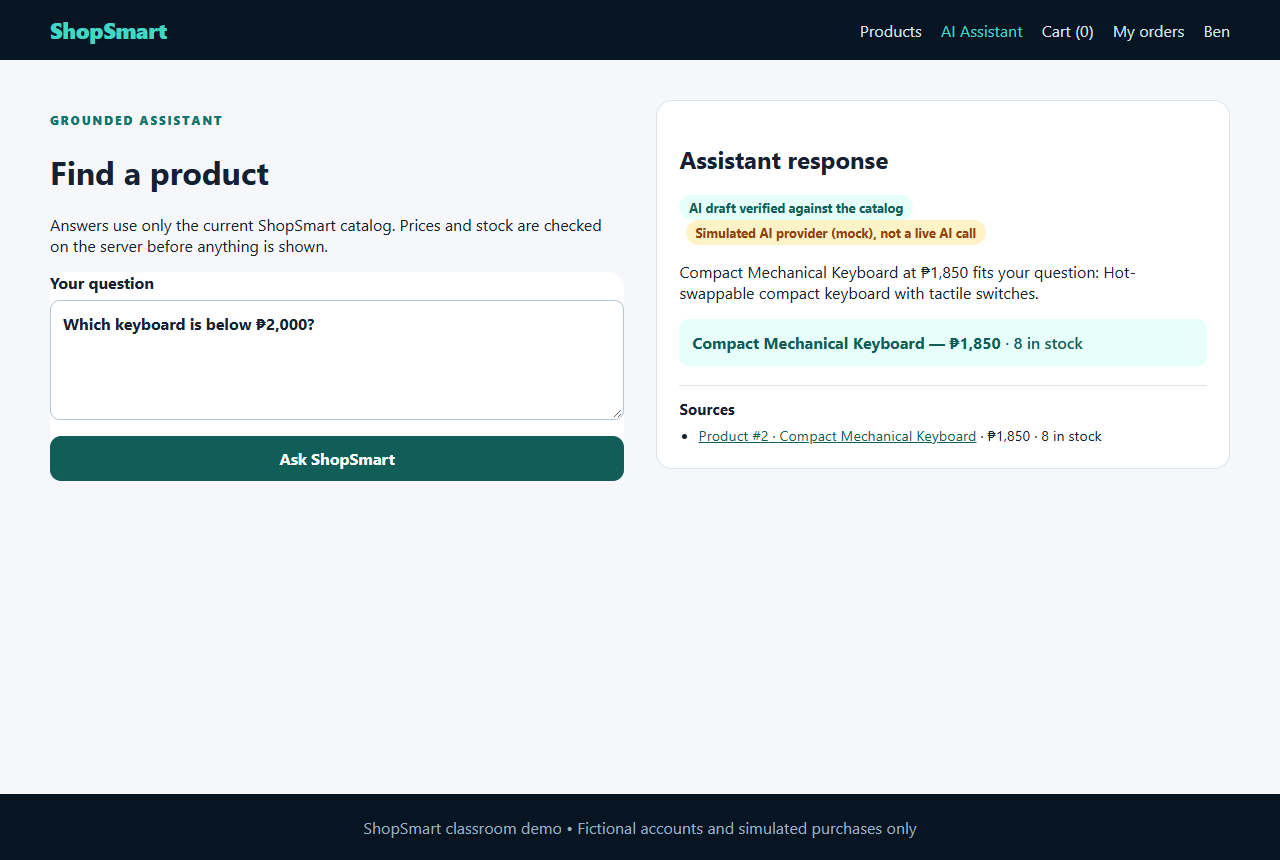 ShopSmart
Products AI Assistant Cart (0) My orders Ben
GROUNDED ASSISTANT
Find a product
Answers use only the current ShopSmart catalog. Prices and stock are checked
on the server before anything is shown.
Your question
Which keyboard is below ₱2,000?
Ask ShopSmart
Assistant response
AI draft verified against the catalog
Simulated AI provider (mock), not a live AI call
Compact Mechanical Keyboard at ₱1,850 fits your question: Hot-
swappable compact keyboard with tactile switches.
Compact Mechanical Keyboard — ₱1,850 · 8 in stock
Sources
• Product #2 · Compact Mechanical Keyboard · ₱1,850 · 8 in stock
ShopSmart classroom demo • Fictional accounts and simulated purchases only